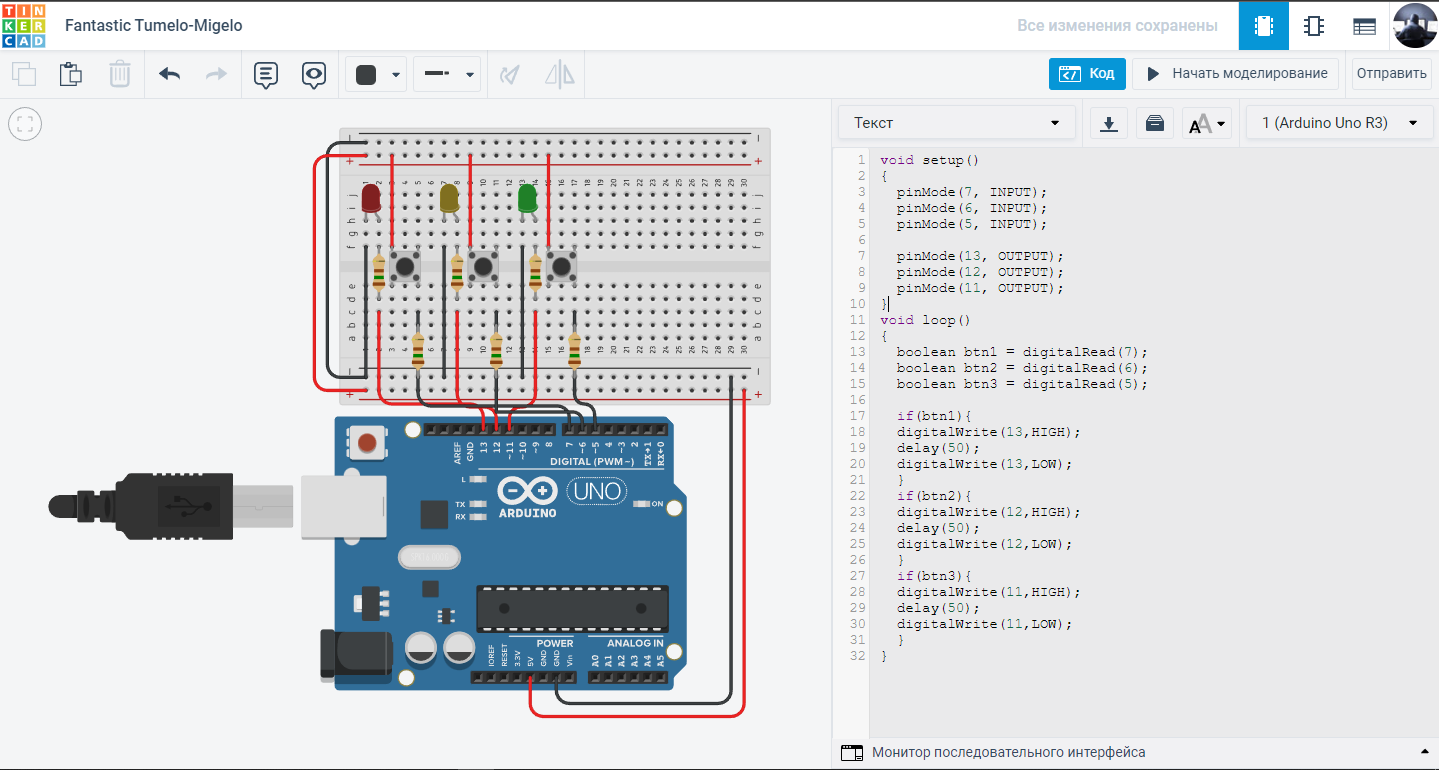 TIN
KER
CAD
Fantastic Tumelo-Migelo
Все изменения сохранены
Код
Начать моделирование
Отправить
Текст
1 (Arduino Uno R3)
1 void setup()
2 {
3 pinMode(7, INPUT);
4 pinMode(6, INPUT);
5 pinMode(5, INPUT);
6
7 pinMode(13, OUTPUT);
8 pinMode(12, OUTPUT);
9 pinMode(11, OUTPUT);
10 }
11 void loop()
12 {
13 boolean btn1 = digitalRead(7);
14 boolean btn2 = digitalRead(6);
15 boolean btn3 = digitalRead(5);
16
17 if(btn1){
18 digitalWrite(13,HIGH);
19 delay(50);
20 digitalWrite(13,LOW);
21 }
22 if(btn2){
23 digitalWrite(12,HIGH);
24 delay(50);
25 digitalWrite(12,LOW);
26 }
27 if(btn3){
28 digitalWrite(11,HIGH);
29 delay(50);
30 digitalWrite(11,LOW);
31 }
32 }
AREF GND 13 12 ~11 ~10 ~9 8 7 ~6 ~5 4 ~3 2 TX→1 RX←0
DIGITAL (PWM~)
L
TX
RX
ARDUINO
UNO
ON
POWER
ANALOG IN
IOREF RESET 3.3V 5V GND GND Vin A0 A1 A2 A3 A4 A5
Монитор последовательного интерфейса